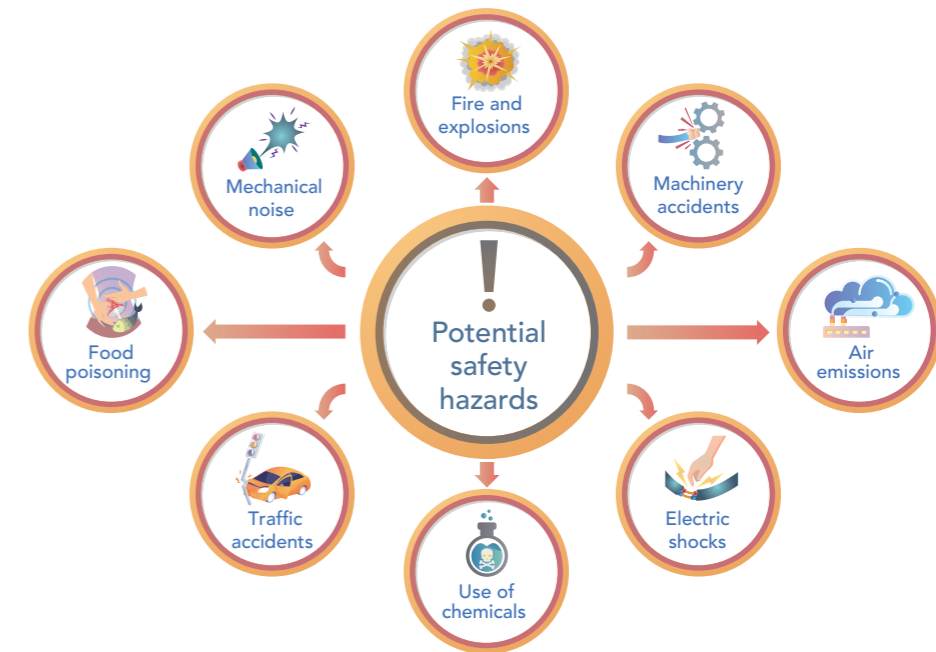 Fire and
explosions
Mechanical
noise
Machinery
accidents
!
Potential
safety
hazards
Food
poisoning
Air
emissions
Traffic
accidents
Electric
shocks
Use of
chemicals